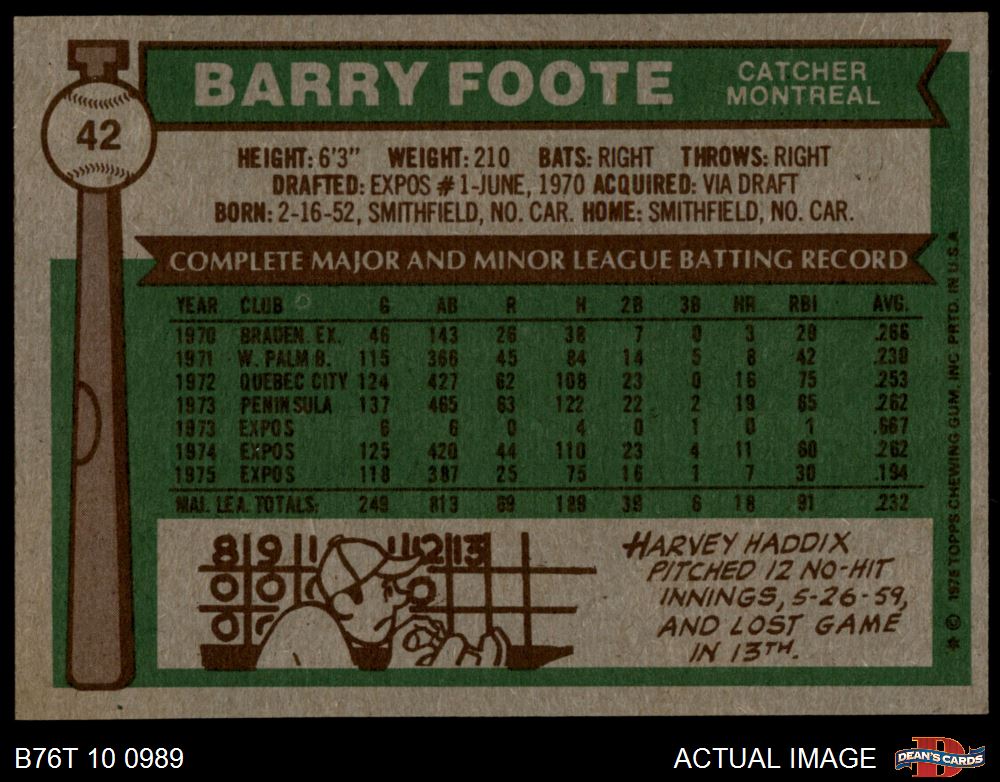 BARRY FOOTE
CATCHER
MONTREAL
42
HEIGHT: 6'3" WEIGHT: 210 BATS: RIGHT THROWS: RIGHT
DRAFTED: EXPOS #1-JUNE, 1970 ACQUIRED: VIA DRAFT
BORN: 2-16-52, SMITHFIELD, NO. CAR. HOME: SMITHFIELD, NO. CAR.
COMPLETE MAJOR AND MINOR LEAGUE BATTING RECORD
YEAR CLUB G AB R H 2B 3B HR RBI AVG.
1970 BRADEN. EX. 46 143 26 38 7 0 3 20 .266
1971 W. PALM B. 115 366 45 84 14 5 8 42 .230
1972 QUEBEC CITY 124 427 62 108 23 0 16 75 .253
1973 PENINSULA 137 465 63 122 22 2 19 65 .262
1973 EXPOS 6 6 0 4 0 1 0 1 .667
1974 EXPOS 125 420 44 110 23 4 11 60 .262
1975 EXPOS 118 387 25 75 16 1 7 30 .194
MAJ. LEA. TOTALS: 249 813 69 189 39 6 18 91 .232
8 9 1 12 13
0 0 0
0
HARVEY HADDIX
PITCHED 12 NO-HIT
INNINGS, 5-26-59,
AND LOST GAME
IN 13TH.
* © 1975 TOPPS CHEWING GUM, INC. PRTD. IN U.S.A.
B76T 10 0989
ACTUAL IMAGE
D
DEAN'S CARDS